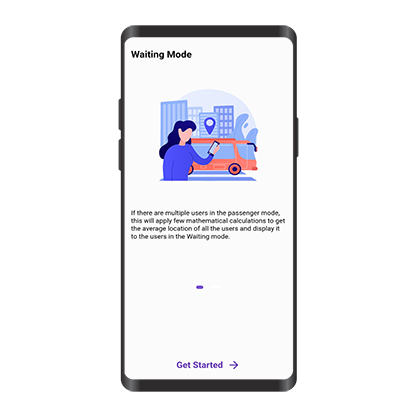 Waiting Mode
If there are multiple users in the passenger mode,
this will apply few mathematical calculations to get
the average location of all the users and display it
to the users in the Waiting mode.
Get Started